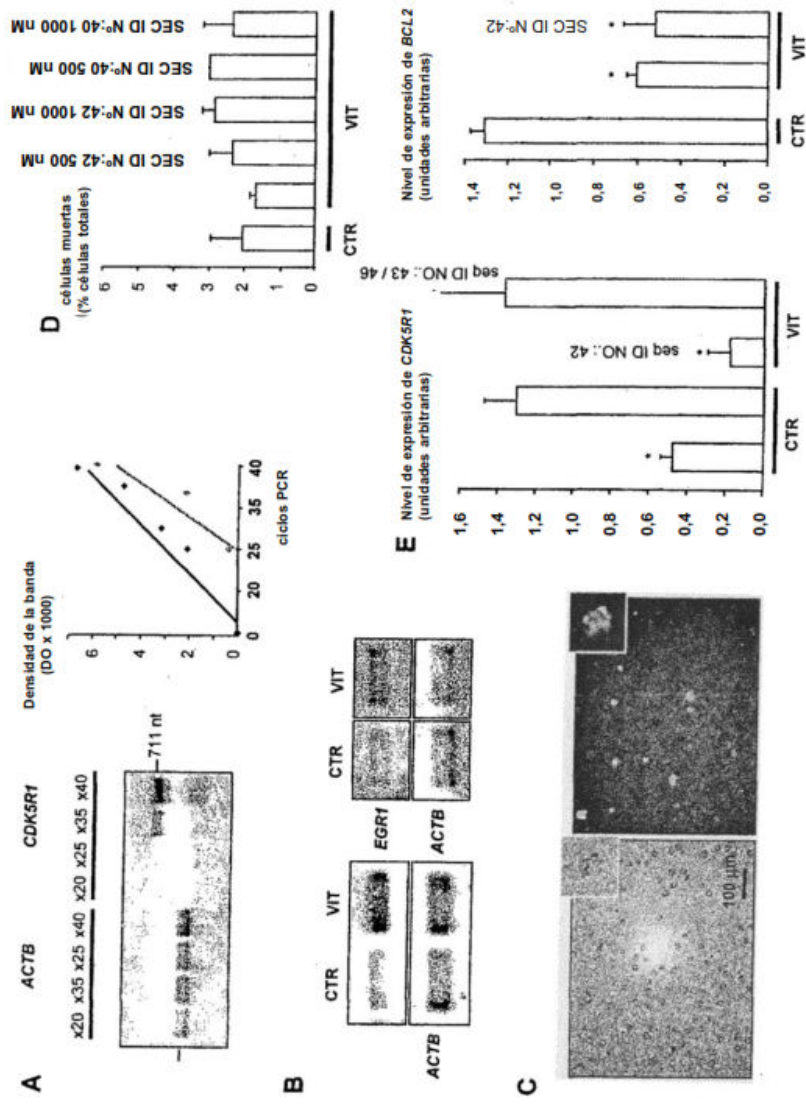 A
ACTB
CDK5R1
x20 x35 x25 x40 x20 x25 x35 x40
711 nt
Densidad de la banda
(DO x 1000)
6
4
2
0
0
20
25
35
40
ciclos PCR
B
CTR
VIT
ACTB
CTR
VIT
EGR1
ACTB
C
100 µm
D
células muertas
(% células totales)
6
5
4
3
2
1
0
SEC ID Nº:42 500 nM
SEC ID Nº:42 1000 nM
SEC ID Nº:40 500 nM
SEC ID Nº:40 1000 nM
CTR
VIT
E
Nivel de expresión de CDK5R1
(unidades arbitrarias)
1,6
1,4
1,2
1,0
0,8
0,6
0,4
0,2
0,0
*
*
seq ID NO.: 42
seq ID NO.: 43 / 46
CTR
VIT
Nivel de expresión de BCL2
(unidades arbitrarias)
1,4
1,2
1,0
0,8
0,6
0,4
0,2
0,0
*
*
SEC ID Nº:42
CTR
VIT